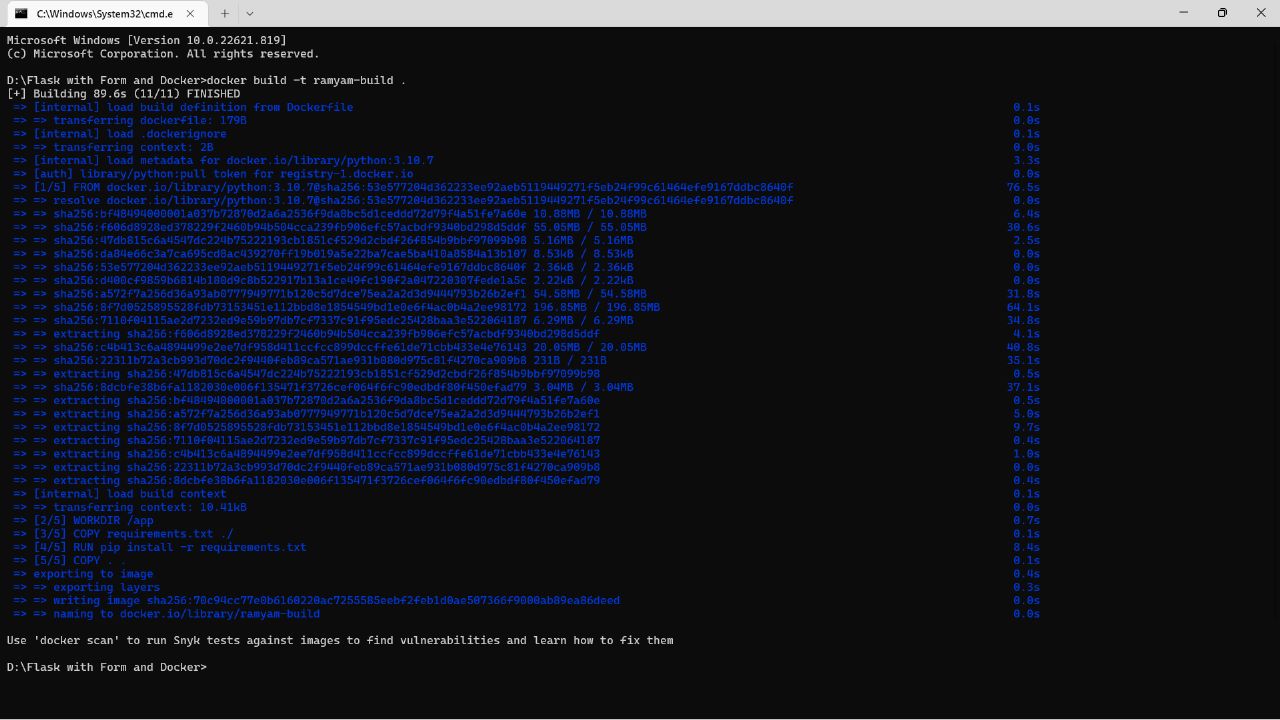 C:\Windows\System32\cmd.e
Microsoft Windows [Version 10.0.22621.819]
(c) Microsoft Corporation. All rights reserved.
D:\Flask with Form and Docker>docker build -t ramyam-build .
[+] Building 89.6s (11/11) FINISHED
=> [internal] load build definition from Dockerfile 0.1s
=> => transferring dockerfile: 179B 0.0s
=> [internal] load .dockerignore 0.1s
=> => transferring context: 2B 0.0s
=> [internal] load metadata for docker.io/library/python:3.10.7 3.3s
=> [auth] library/python:pull token for registry-1.docker.io 0.0s
=> [1/5] FROM docker.io/library/python:3.10.7@sha256:53e577204d362233ee92aeb5119449271f5eb24f99c61464efe9167ddbc8640f 76.5s
=> => resolve docker.io/library/python:3.10.7@sha256:53e577204d362233ee92aeb5119449271f5eb24f99c61464efe9167ddbc8640f 0.0s
=> => sha256:bf48494000001a037b72870d2a6a2536f9da8bc5d1ceddd72d79f4a51fe7a60e 10.88MB / 10.88MB 6.4s
=> => sha256:f606d8928ed378229f2460b94b504cca239fb906efc57acbdf9340bd298d5ddf 55.05MB / 55.05MB 30.6s
=> => sha256:47db815c6a4547dc224b75222193cb1851cf529d2cbdf26f854b9bbf97099b98 5.16MB / 5.16MB 2.5s
=> => sha256:da84e66c3a7ca695cd8ac439270ff19b019a5e22ba7cae5ba410a8584a13b107 8.53kB / 8.53kB 0.0s
=> => sha256:53e577204d362233ee92aeb5119449271f5eb24f99c61464efe9167ddbc8640f 2.36kB / 2.36kB 0.0s
=> => sha256:d400cf9859b6814b180d9c8b522917b13a1ce49fc190f2a047220307fede1a5c 2.22kB / 2.22kB 0.0s
=> => sha256:a572f7a256d36a93ab0777949771b120c5d7dce75ea2a2d3d9444793b26b2ef1 54.58MB / 54.58MB 31.8s
=> => sha256:8f7d0525895528fdb73153451e112bbd8e1854549bd1e0e6f4ac0b4a2ee98172 196.85MB / 196.85MB 64.1s
=> => sha256:7110f04115ae2d7232ed9e59b97db7cf7337c91f95edc25428baa3e522064187 6.29MB / 6.29MB 34.8s
=> => extracting sha256:f606d8928ed378229f2460b94b504cca239fb906efc57acbdf9340bd298d5ddf 4.1s
=> => sha256:c4b413c6a4894499e2ee7df958d411ccfcc899dccffe61de71cbb433e4e76143 20.05MB / 20.05MB 40.8s
=> => sha256:22311b72a3cb993d70dc2f9440feb89ca571ae931b080d975c81f4270ca909b8 231B / 231B 35.1s
=> => extracting sha256:47db815c6a4547dc224b75222193cb1851cf529d2cbdf26f854b9bbf97099b98 0.5s
=> => sha256:8dcbfe38b6fa1182030e006f135471f3726cef064f6fc90edbdf80f450efad79 3.04MB / 3.04MB 37.1s
=> => extracting sha256:bf48494000001a037b72870d2a6a2536f9da8bc5d1ceddd72d79f4a51fe7a60e 0.5s
=> => extracting sha256:a572f7a256d36a93ab0777949771b120c5d7dce75ea2a2d3d9444793b26b2ef1 5.0s
=> => extracting sha256:8f7d0525895528fdb73153451e112bbd8e1854549bd1e0e6f4ac0b4a2ee98172 9.7s
=> => extracting sha256:7110f04115ae2d7232ed9e59b97db7cf7337c91f95edc25428baa3e522064187 0.4s
=> => extracting sha256:c4b413c6a4894499e2ee7df958d411ccfcc899dccffe61de71cbb433e4e76143 1.0s
=> => extracting sha256:22311b72a3cb993d70dc2f9440feb89ca571ae931b080d975c81f4270ca909b8 0.0s
=> => extracting sha256:8dcbfe38b6fa1182030e006f135471f3726cef064f6fc90edbdf80f450efad79 0.4s
=> [internal] load build context 0.1s
=> => transferring context: 10.41kB 0.0s
=> [2/5] WORKDIR /app 0.7s
=> [3/5] COPY requirements.txt ./ 0.1s
=> [4/5] RUN pip install -r requirements.txt 8.4s
=> [5/5] COPY . . 0.1s
=> exporting to image 0.4s
=> => exporting layers 0.3s
=> => writing image sha256:70c94cc77e0b6160220ac7255585eebf2feb1d0ae507366f9000ab89ea86deed 0.0s
=> => naming to docker.io/library/ramyam-build 0.0s
Use 'docker scan' to run Snyk tests against images to find vulnerabilities and learn how to fix them
D:\Flask with Form and Docker>